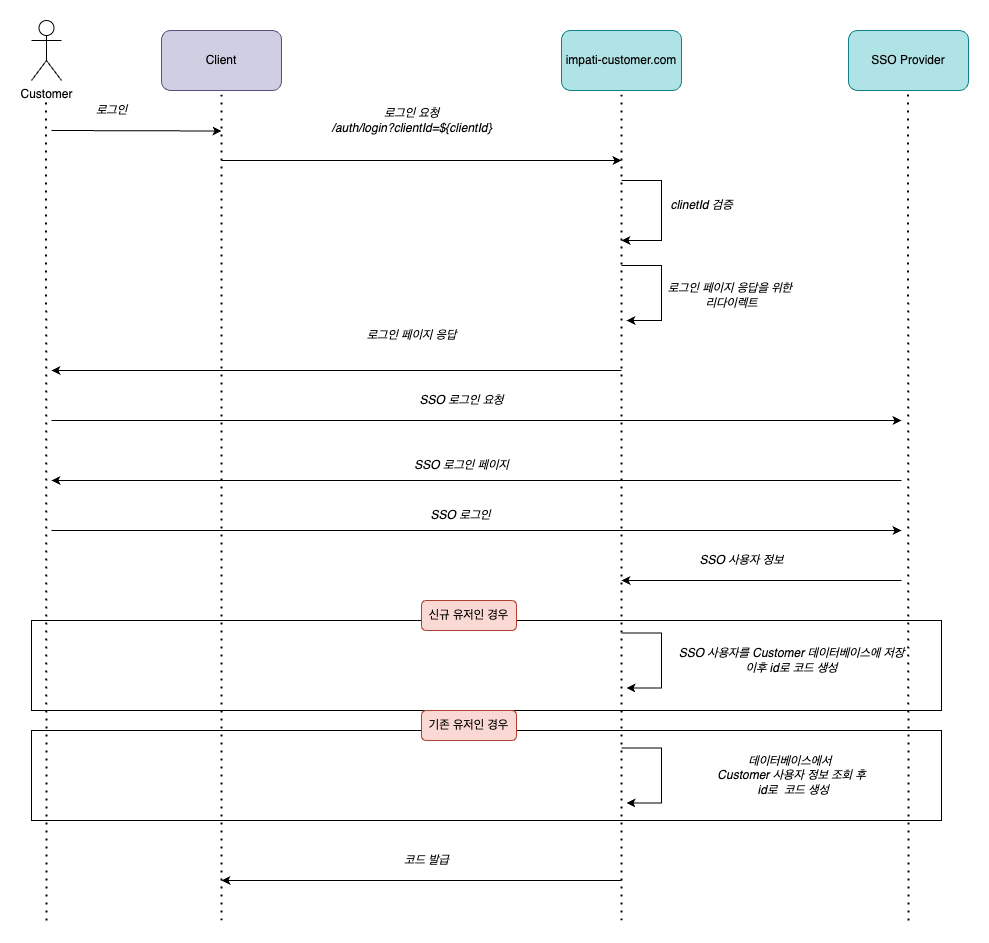 Customer
Client
impati-customer.com
SSO Provider
로그인
로그인 요청
/auth/login?clientId=${clientId}
clinetId 검증
로그인 페이지 응답을 위한
리다이렉트
로그인 페이지 응답
SSO 로그인 요청
SSO 로그인 페이지
SSO 로그인
SSO 사용자 정보
신규 유저인 경우
SSO 사용자를 Customer 데이터베이스에 저장
이후 id로 코드 생성
기존 유저인 경우
데이터베이스에서
Customer 사용자 정보 조회 후
id로 코드 생성
코드 발급